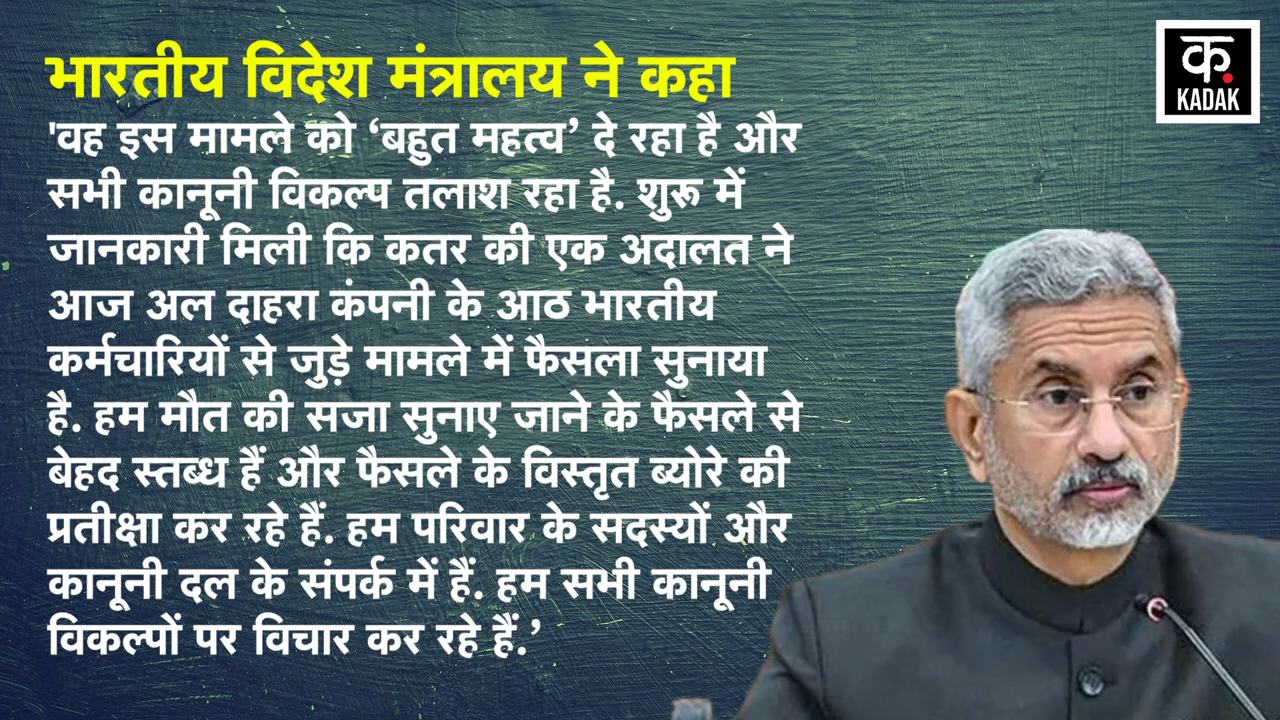 भारतीय विदेश मंत्रालय ने कहा
'वह इस मामले को ‘बहुत महत्व’ दे रहा है और
सभी कानूनी विकल्प तलाश रहा है. शुरू में
जानकारी मिली कि कतर की एक अदालत ने
आज अल दाहरा कंपनी के आठ भारतीय
कर्मचारियों से जुड़े मामले में फैसला सुनाया
है. हम मौत की सजा सुनाए जाने के फैसले से
बेहद स्तब्ध हैं और फैसले के विस्तृत ब्योरे की
प्रतीक्षा कर रहे हैं. हम परिवार के सदस्यों और
कानूनी दल के संपर्क में हैं. हम सभी कानूनी
विकल्पों पर विचार कर रहे हैं.’
क.
KADAK